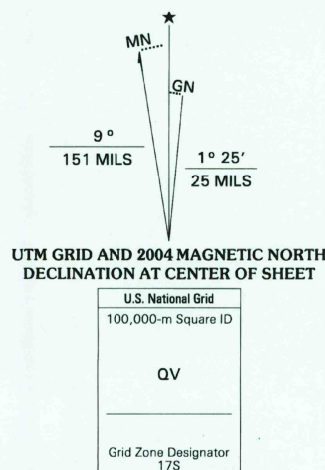 ★
MN
GN
9°
151 MILS
1° 25′
25 MILS
UTM GRID AND 2004 MAGNETIC NORTH
DECLINATION AT CENTER OF SHEET
U.S. National Grid
100,000-m Square ID
QV
Grid Zone Designator
17S